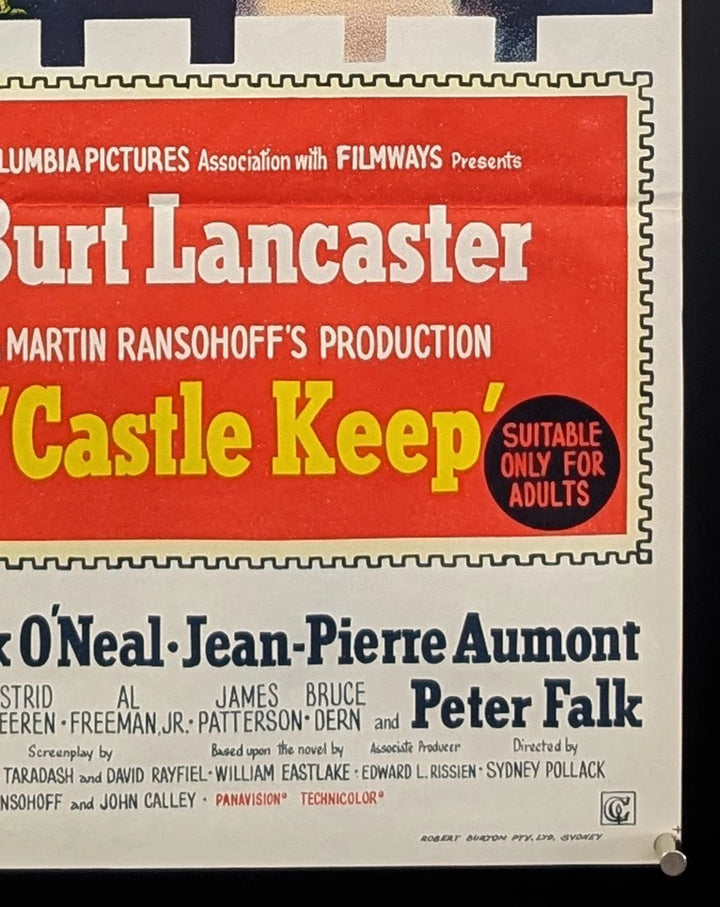 LUMBIA PICTURES Association with FILMWAYS Presents
Burt Lancaster
MARTIN RANSOHOFF'S PRODUCTION
'Castle Keep'
SUITABLE
ONLY FOR
ADULTS
K O'Neal · Jean-Pierre Aumont
STRID AL JAMES BRUCE
EEREN · FREEMAN, JR. · PATTERSON · DERN and Peter Falk
Screenplay by Based upon the novel by Associate Producer Directed by
TARADASH and DAVID RAYFIEL · WILLIAM EASTLAKE · EDWARD L. RISSIEN · SYDNEY POLLACK
NSOHOFF and JOHN CALLEY · PANAVISION® TECHNICOLOR®
ROBERT BURTON PTY. LTD. SYDNEY